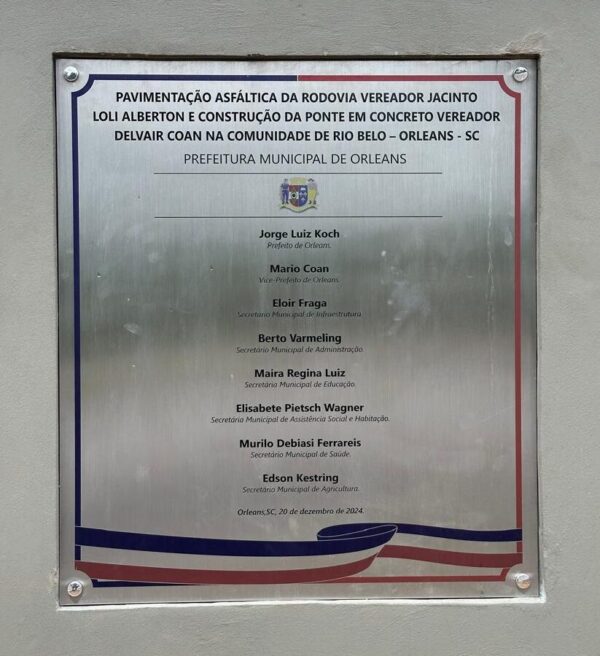 PAVIMENTAÇÃO ASFÁLTICA DA RODOVIA VEREADOR JACINTO
LOLI ALBERTON E CONSTRUÇÃO DA PONTE EM CONCRETO VEREADOR
DELVAIR COAN NA COMUNIDADE DE RIO BELO – ORLEANS - SC
PREFEITURA MUNICIPAL DE ORLEANS
Jorge Luiz Koch
Prefeito de Orleans.
Mario Coan
Vice-Prefeito de Orleans.
Eloir Fraga
Secretário Municipal de Infraestrutura
Berto Varmeling
Secretário Municipal de Administração.
Maira Regina Luiz
Secretária Municipal de Educação.
Elisabete Pietsch Wagner
Secretária Municipal de Assistência Social e Habitação.
Murilo Debiasi Ferrareis
Secretário Municipal de Saúde.
Edson Kestring
Secretário Municipal de Agricultura.
Orleans,SC, 20 de dezembro de 2024.